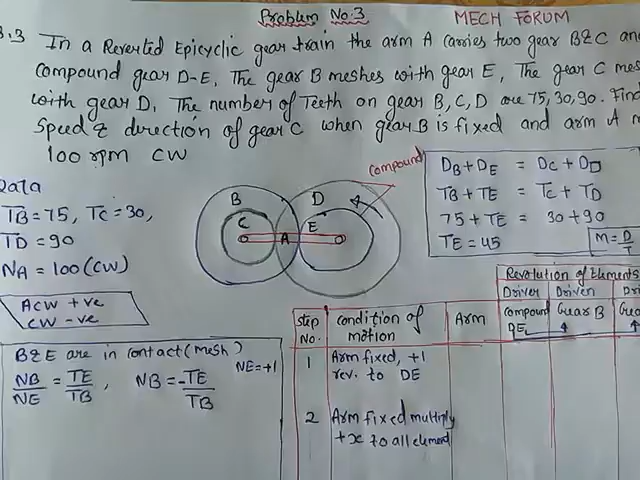 Problem No.3
MECH FORUM
3.3 In a Reverted Epicyclic gear train the arm A carries two gear B&C and
compound gear D-E, The gear B meshes with gear E, The gear C mes
with gear D, The number of Teeth on gear B, C, D are 75, 30, 90. Find
Speed & direction of gear C when gear B is fixed and arm A m
100 rpm CW
Data
TB = 75, TC = 30,
TD = 90
NA = 100 (CW)
ACW +ve
CW -ve
compound
B
D
C
A
E
DB + DE = DC + DD
TB + TE = TC + TD
75 + TE = 30 + 90
TE = 45
M = D/T
B&E are in contact (mesh)
NB/NE = TE/TB , NB = -TE/TB
NE = +1
Revolution of Elements
Driver Driven Dri
Step No. condition of motion Arm compound DE Gear B Gea
1 Arm fixed, +1
rev. to DE
2 Arm fixed multiply
+x to all element